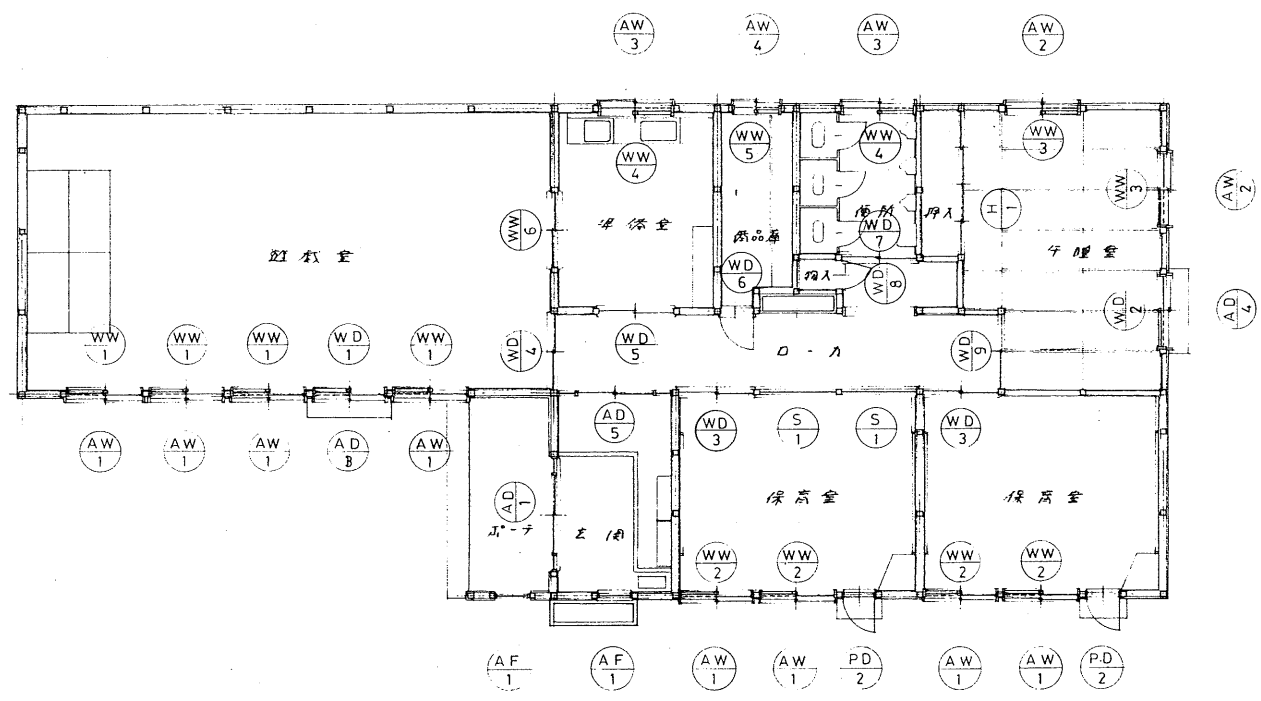 AW 3
AW 4
AW 3
AW 2
WW 4
WW 5
WW 4
WW 3
WW 3
AW 2
H 1
準備室
備品庫
便所
押入
WD 7
WW 6
遊戯室
午睡室
WD 6
押入
WD 8
WD 2
AD 4
WW 1
WW 1
WW 1
WD 1
WW 1
WD 4
WD 5
ローカ
WD 9
AW 1
AW 1
AW 1
AD 3
AW 1
AD 5
WD 3
S 1
S 1
WD 3
AD 1
ポーチ
玄関
保育室
保育室
WW 2
WW 2
WW 2
WW 2
AF 1
AF 1
AW 1
AW 1
PD 2
AW 1
AW 1
PD 2